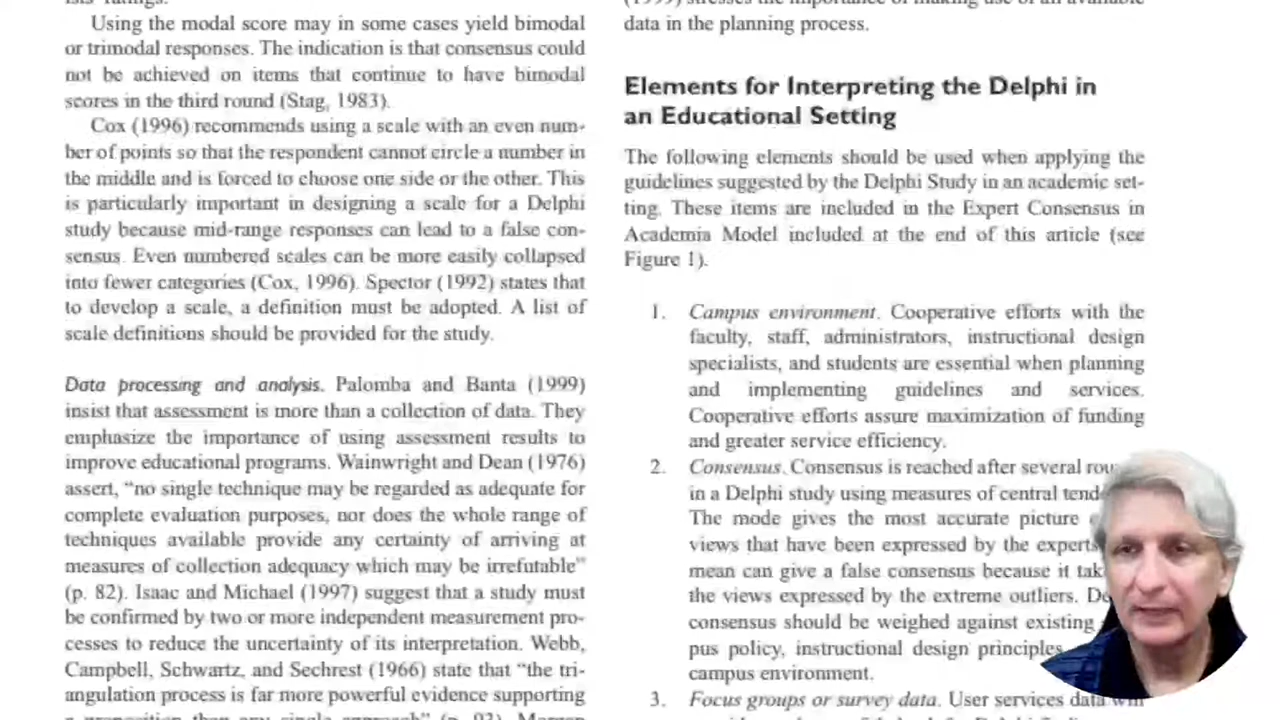 Using the modal score may in some cases yield bimodal
or trimodal responses. The indication is that consensus could
not be achieved on items that continue to have bimodal
scores in the third round (Stag, 1983).
Cox (1996) recommends using a scale with an even num-
ber of points so that the respondent cannot circle a number in
the middle and is forced to choose one side or the other. This
is particularly important in designing a scale for a Delphi
study because mid-range responses can lead to a false con-
sensus. Even numbered scales can be more easily collapsed
into fewer categories (Cox, 1996). Spector (1992) states that
to develop a scale, a definition must be adopted. A list of
scale definitions should be provided for the study.
Data processing and analysis. Palomba and Banta (1999)
insist that assessment is more than a collection of data. They
emphasize the importance of using assessment results to
improve educational programs. Wainwright and Dean (1976)
assert, “no single technique may be regarded as adequate for
complete evaluation purposes, nor does the whole range of
techniques available provide any certainty of arriving at
measures of collection adequacy which may be irrefutable”
(p. 82). Isaac and Michael (1997) suggest that a study must
be confirmed by two or more independent measurement pro-
cesses to reduce the uncertainty of its interpretation. Webb,
Campbell, Schwartz, and Sechrest (1966) state that “the tri-
angulation process is far more powerful evidence supporting
(1999) stresses the importance of making use of all available
data in the planning process.
Elements for Interpreting the Delphi in
an Educational Setting
The following elements should be used when applying the
guidelines suggested by the Delphi Study in an academic set-
ting. These items are included in the Expert Consensus in
Academia Model included at the end of this article (see
Figure 1).
1. Campus environment. Cooperative efforts with the
faculty, staff, administrators, instructional design
specialists, and students are essential when planning
and implementing guidelines and services.
Cooperative efforts assure maximization of funding
and greater service efficiency.
2. Consensus. Consensus is reached after several rou
in a Delphi study using measures of central tend
The mode gives the most accurate picture
views that have been expressed by the experts
mean can give a false consensus because it tak
the views expressed by the extreme outliers. De
consensus should be weighed against existing
pus policy, instructional design principles
campus environment.
3. Focus groups or survey data. User services data